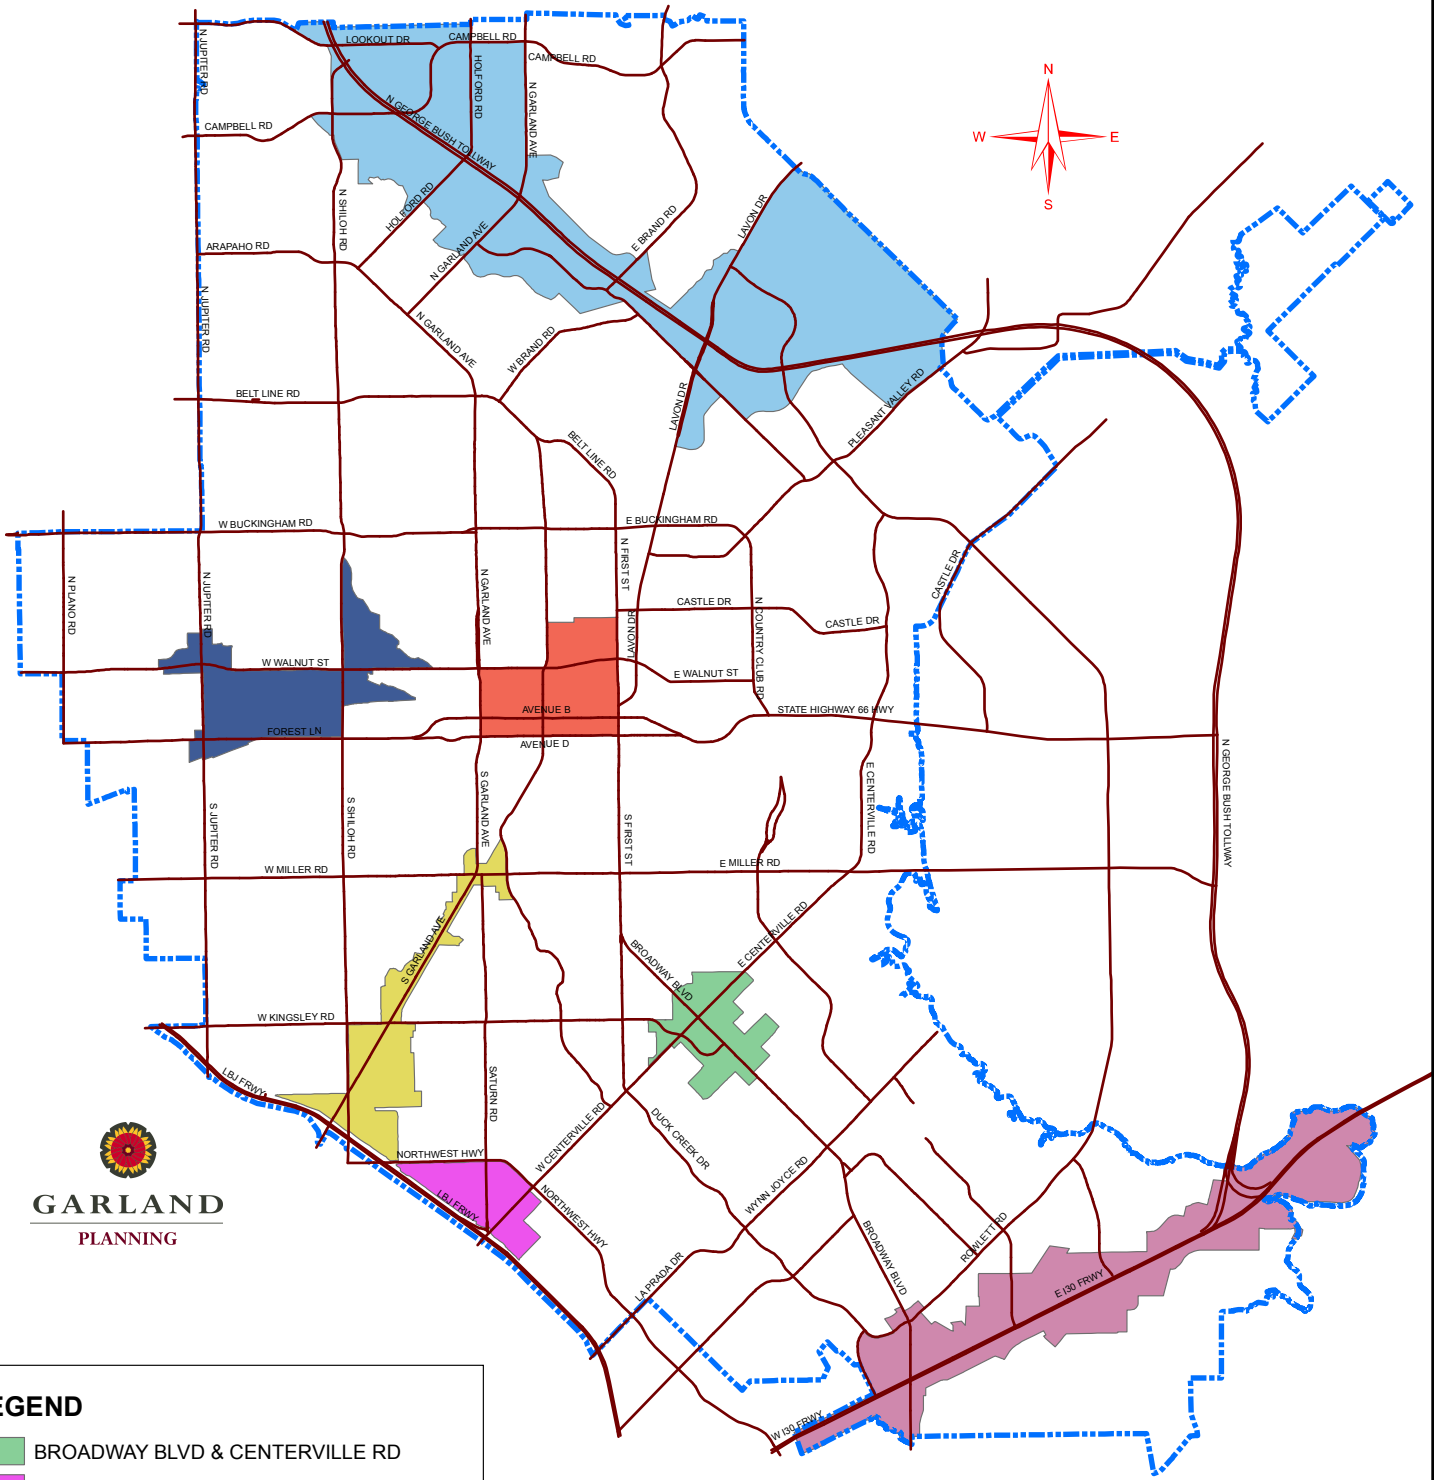 N JUPITER RD
LOOKOUT DR
CAMPBELL RD
HOLFORD RD
CAMPBELL RD
N GARLAND AVE
N GEORGE BUSH TOLLWAY
CAMPBELL RD
N
W
E
S
N SHILOH RD
HOLFORD RD
N GARLAND AVE
E BRAND RD
LAVON DR
ARAPAHO RD
N JUPITER RD
N GARLAND AVE
W BRAND RD
BELT LINE RD
LAVON DR
PLEASANT VALLEY RD
BELT LINE RD
W BUCKINGHAM RD
E BUCKINGHAM RD
N FIRST ST
N PLANO RD
N JUPITER RD
N GARLAND AVE
CASTLE DR
N COUNTRY CLUB RD
CASTLE DR
CASTLE DR
LAVON DR
W WALNUT ST
E WALNUT ST
AVENUE B
STATE HIGHWAY 66 HWY
FOREST LN
AVENUE D
S JUPITER RD
S SHILOH RD
S GARLAND AVE
S FIRST ST
E CENTERVILLE RD
N GEORGE BUSH TOLLWAY
W MILLER RD
E MILLER RD
S GARLAND AVE
BROADWAY BLVD
E CENTERVILLE RD
W KINGSLEY RD
LBJ FRWY
SATURN RD
W CENTERVILLE RD
DUCK CREEK DR
NORTHWEST HWY
LBJ FRWY
NORTHWEST HWY
WYNN JOYCE RD
LA PRADA DR
BROADWAY BLVD
ROWLETT RD
E I30 FRWY
W I30 FRWY
GARLAND
PLANNING
EGEND
BROADWAY BLVD & CENTERVILLE RD